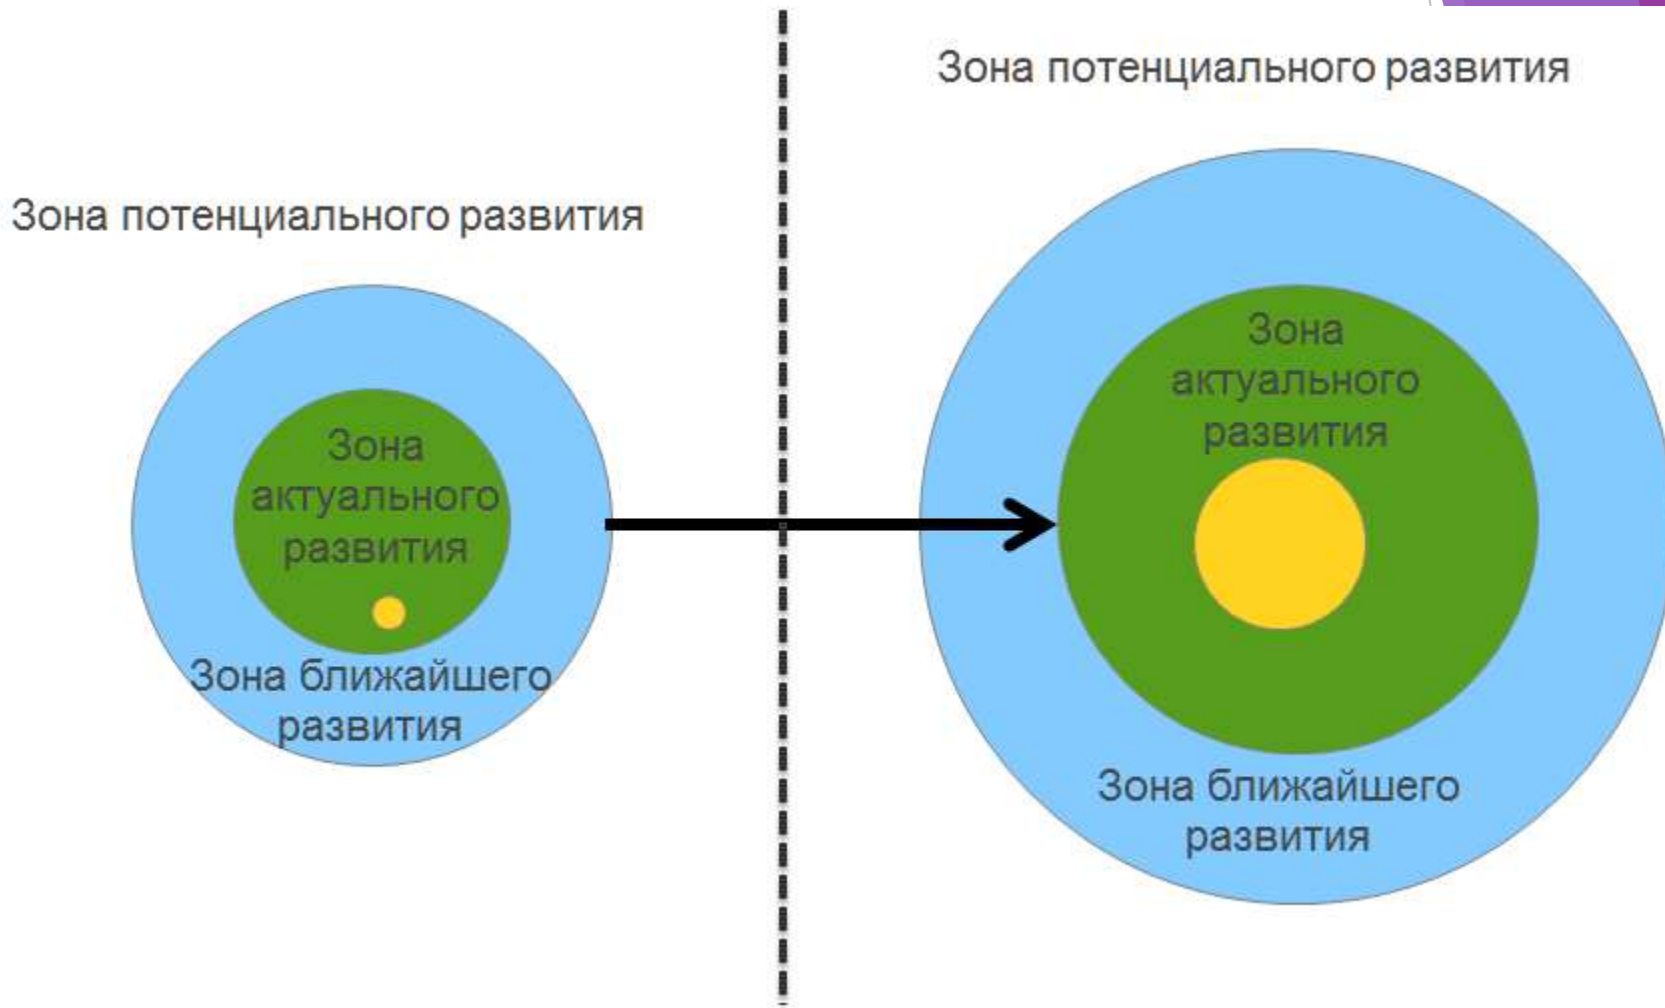 Зона потенциального развития
Зона
актуального
развития
Зона ближайшего
развития
Зона потенциального развития
Зона
актуального
развития
Зона ближайшего
развития